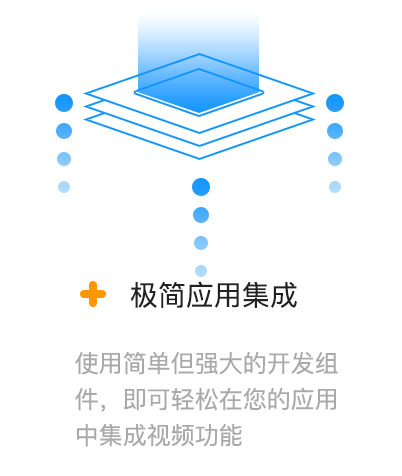 极简应用集成
使用简单但强大的开发组
件，即可轻松在您的应用
中集成视频功能